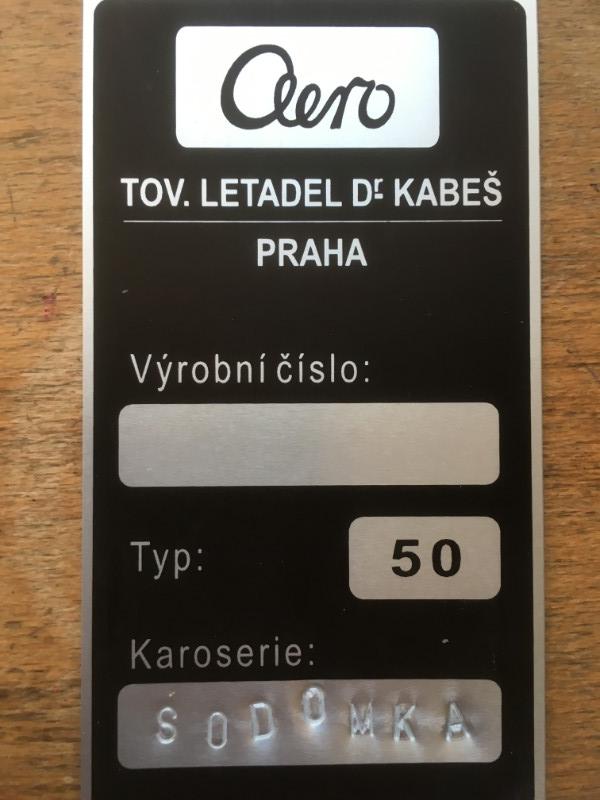 Aero
TOV. LETADEL Dr. KABEŠ
PRAHA
Výrobní číslo:
Typ: 50
Karoserie:
SODOMKA